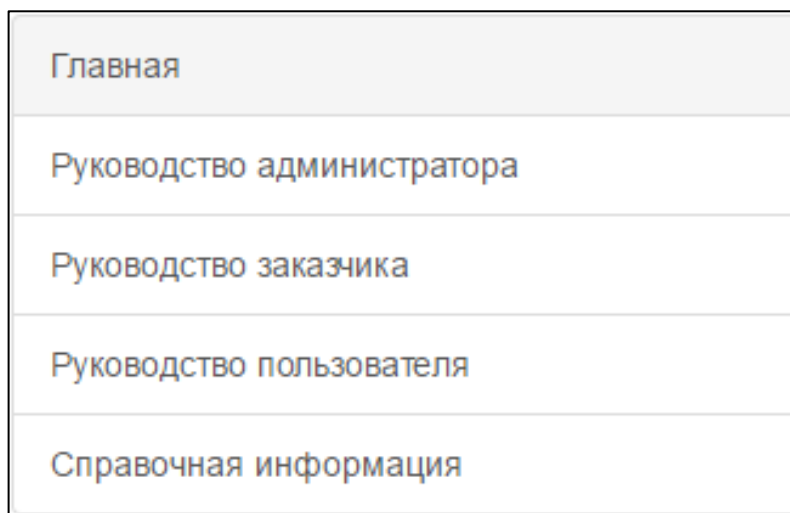 Главная
Руководство администратора
Руководство заказчика
Руководство пользователя
Справочная информация